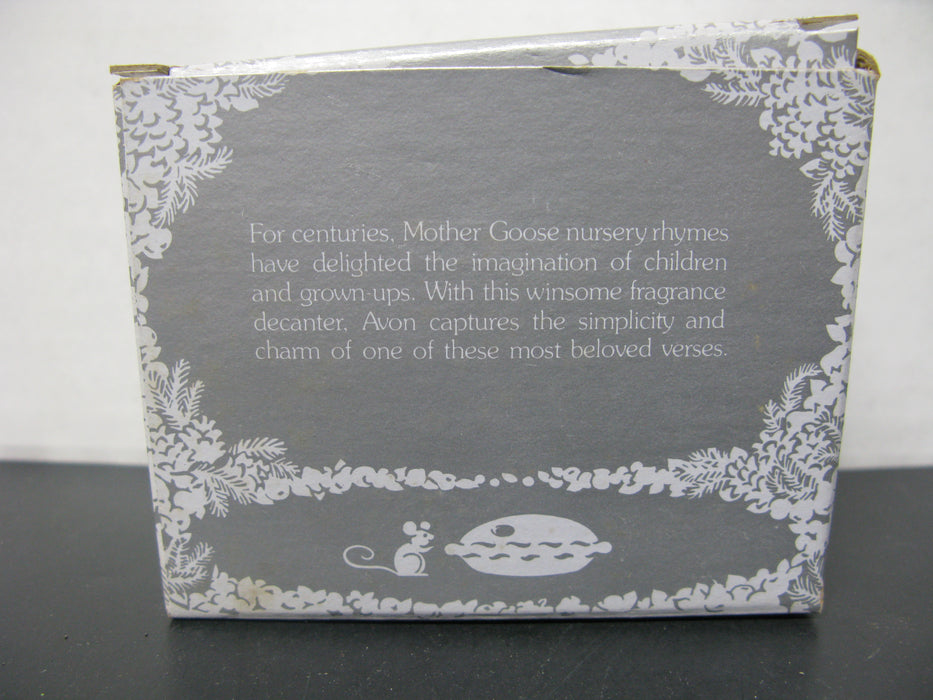 For centuries, Mother Goose nursery rhymes
have delighted the imagination of children
and grown-ups. With this winsome fragrance
decanter, Avon captures the simplicity and
charm of one of these most beloved verses.